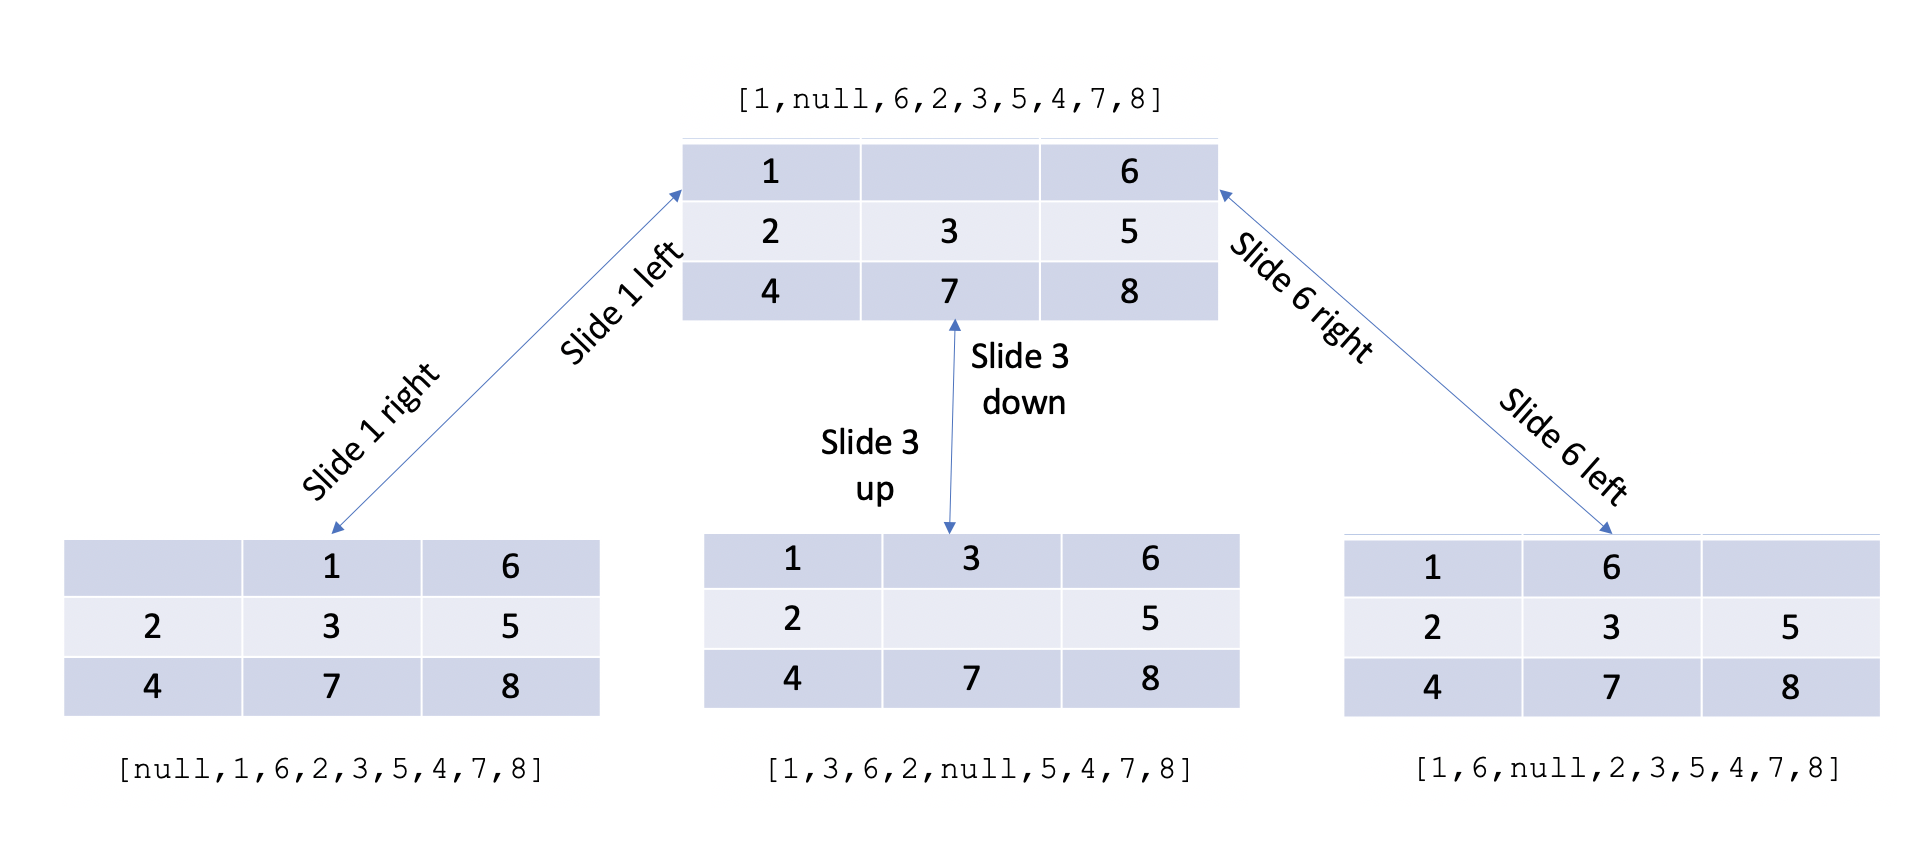 [1,null,6,2,3,5,4,7,8]
1 6
2 3 5
4 7 8
Slide 1 left
Slide 1 right
Slide 3
down
Slide 3
up
Slide 6 right
Slide 6 left
1 6
2 3 5
4 7 8
[null,1,6,2,3,5,4,7,8]
1 3 6
2 5
4 7 8
[1,3,6,2,null,5,4,7,8]
1 6
2 3 5
4 7 8
[1,6,null,2,3,5,4,7,8]